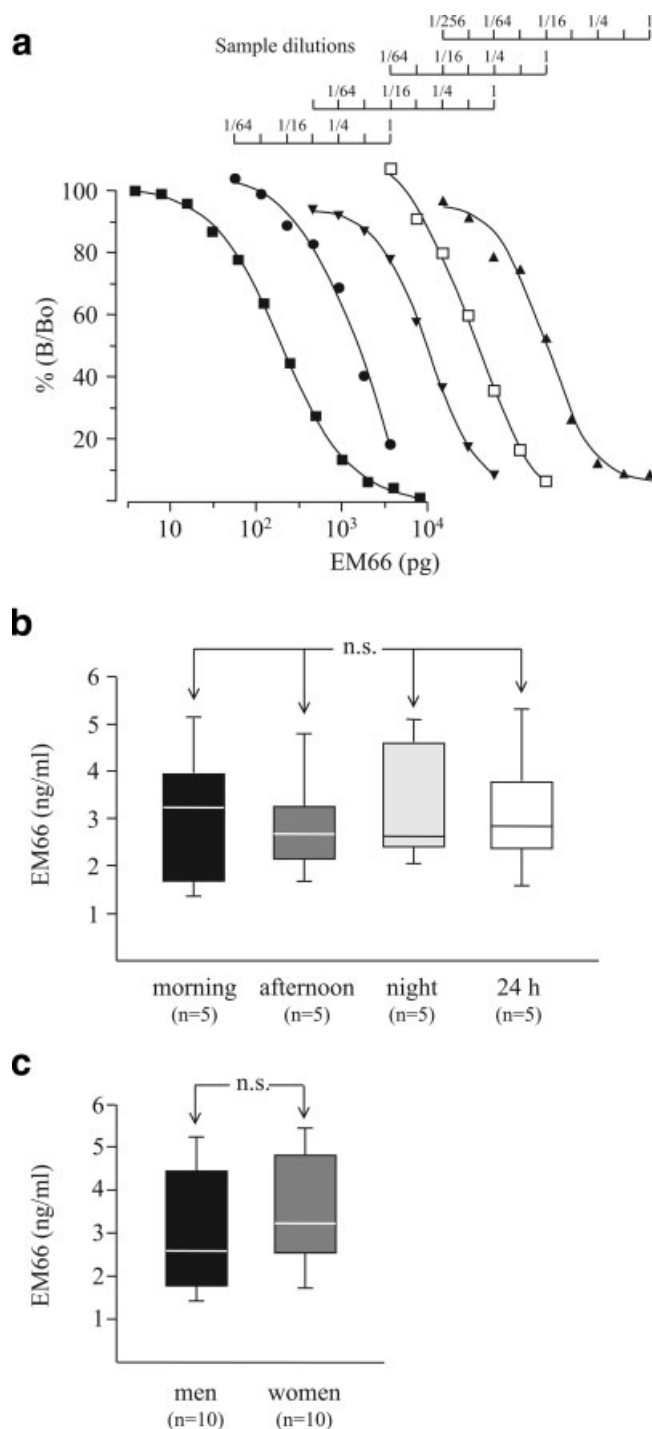 a
Sample dilutions
1/256 1/64 1/16 1/4 1
1/64 1/16 1/4 1
1/64 1/16 1/4 1
1/64 1/16 1/4 1
% (B/Bo)
100
80
60
40
20
10 10² 10³ 10⁴
EM66 (pg)
b
n.s.
EM66 (ng/ml)
6
5
4
3
2
1
morning afternoon night 24 h
(n=5) (n=5) (n=5) (n=5)
c
n.s.
EM66 (ng/ml)
6
5
4
3
2
1
men women
(n=10) (n=10)